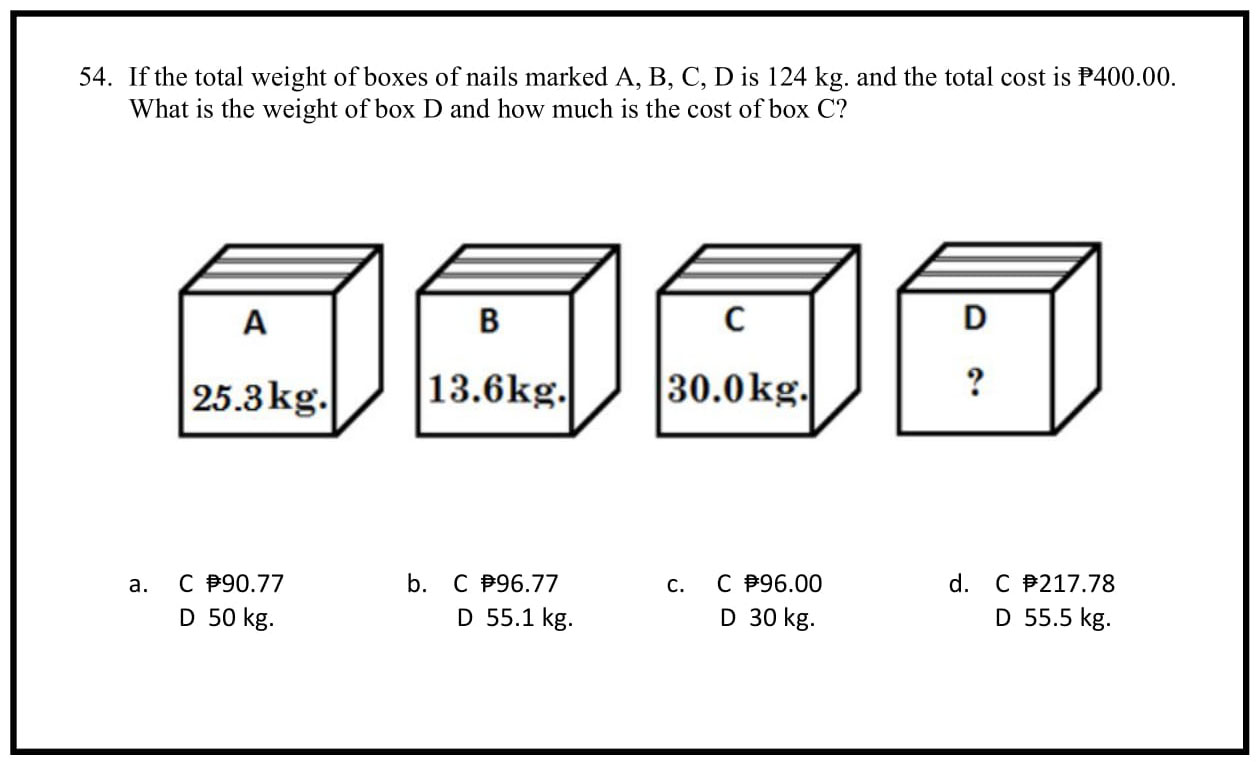 54. If the total weight of boxes of nails marked A, B, C, D is 124 kg. and the total cost is ₱400.00.
What is the weight of box D and how much is the cost of box C?
A
25.3kg.
B
13.6kg.
C
30.0kg.
D
?
a. C ₱90.77
D 50 kg.
b. C ₱96.77
D 55.1 kg.
c. C ₱96.00
D 30 kg.
d. C ₱217.78
D 55.5 kg.